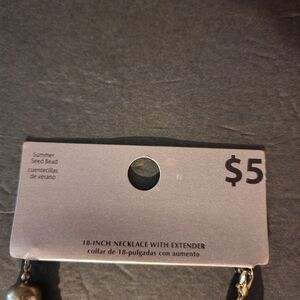 Summer
Seed Bead
cuentecillas
de verano
$5
18-INCH NECKLACE WITH EXTENDER
collar de 18-pulgadas con aumento